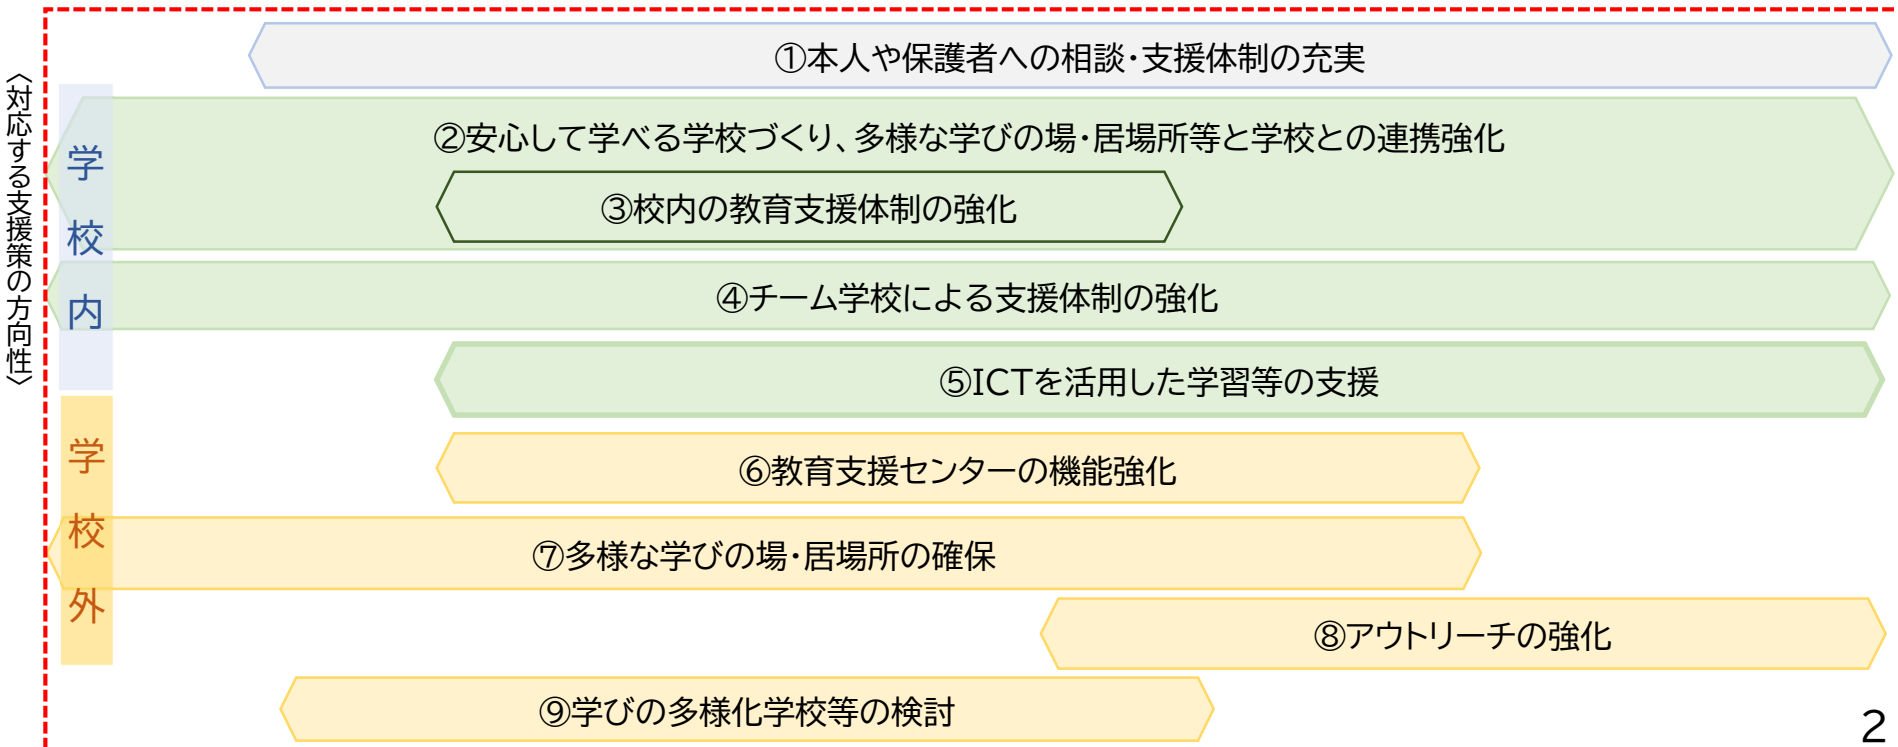 〈対応する支援策の方向性〉
①本人や保護者への相談・支援体制の充実
学校内
②安心して学べる学校づくり、多様な学びの場・居場所等と学校との連携強化
③校内の教育支援体制の強化
④チーム学校による支援体制の強化
⑤ICTを活用した学習等の支援
学校外
⑥教育支援センターの機能強化
⑦多様な学びの場・居場所の確保
⑧アウトリーチの強化
⑨学びの多様化学校等の検討
2